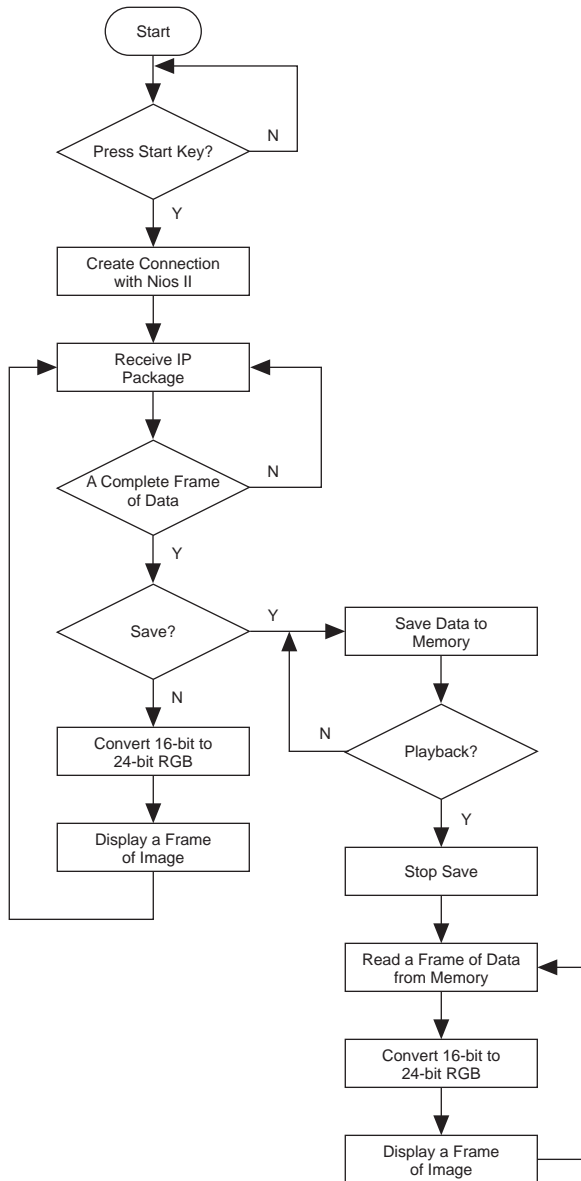 Start
N
Press Start Key?
Y
Create Connection
with Nios II
Receive IP
Package
N
A Complete Frame
of Data
Y
Y
Save?
Save Data to
Memory
N
N
Convert 16-bit to
24-bit RGB
Playback?
Y
Display a Frame
of Image
Stop Save
Read a Frame of Data
from Memory
Convert 16-bit to
24-bit RGB
Display a Frame
of Image